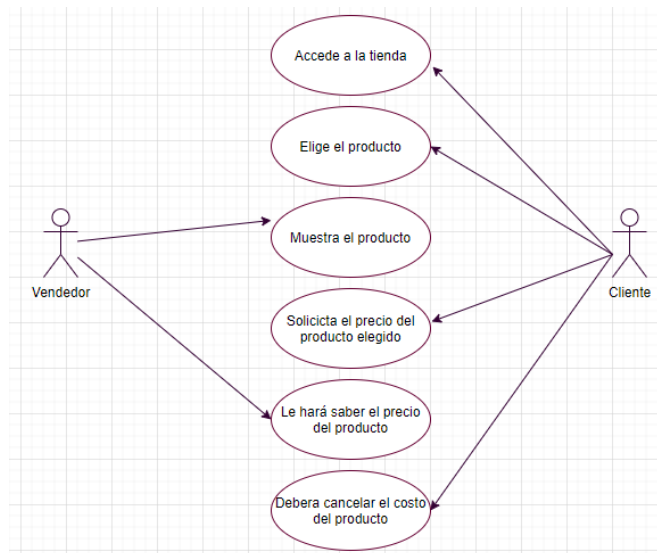 Accede a la tienda
Elige el producto
Muestra el producto
Vendedor
Cliente
Solicicta el precio del
producto elegido
Le hará saber el precio
del producto
Debera cancelar el costo
del producto